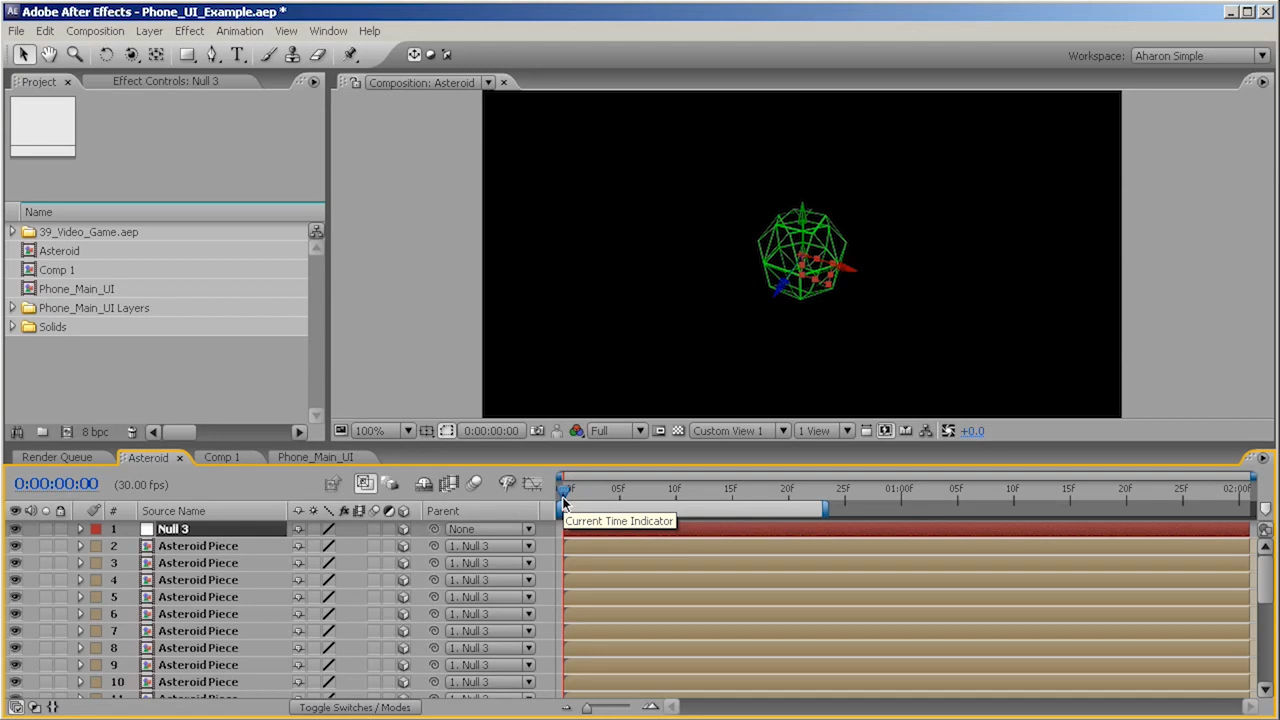 Adobe After Effects - Phone_UI_Example.aep *
File Edit Composition Layer Effect Animation View Window Help
Workspace: Aharon Simple
Project × Effect Controls: Null 3
Composition: Asteroid
Name
39_Video_Game.aep
Asteroid
Comp 1
Phone_Main_UI
Phone_Main_UI Layers
Solids
8 bpc
100% 0:00:00:00 Full Custom View 1 1 View +0.0
Render Queue Asteroid × Comp 1 Phone_Main_UI
0:00:00:00 (30.00 fps)
05f 10f 15f 20f 25f 01:00f 05f 10f 15f 20f 25f 02:00f
# Source Name Parent
Current Time Indicator
1 Null 3 None
2 Asteroid Piece 1. Null 3
3 Asteroid Piece 1. Null 3
4 Asteroid Piece 1. Null 3
5 Asteroid Piece 1. Null 3
6 Asteroid Piece 1. Null 3
7 Asteroid Piece 1. Null 3
8 Asteroid Piece 1. Null 3
9 Asteroid Piece 1. Null 3
10 Asteroid Piece 1. Null 3
Toggle Switches / Modes